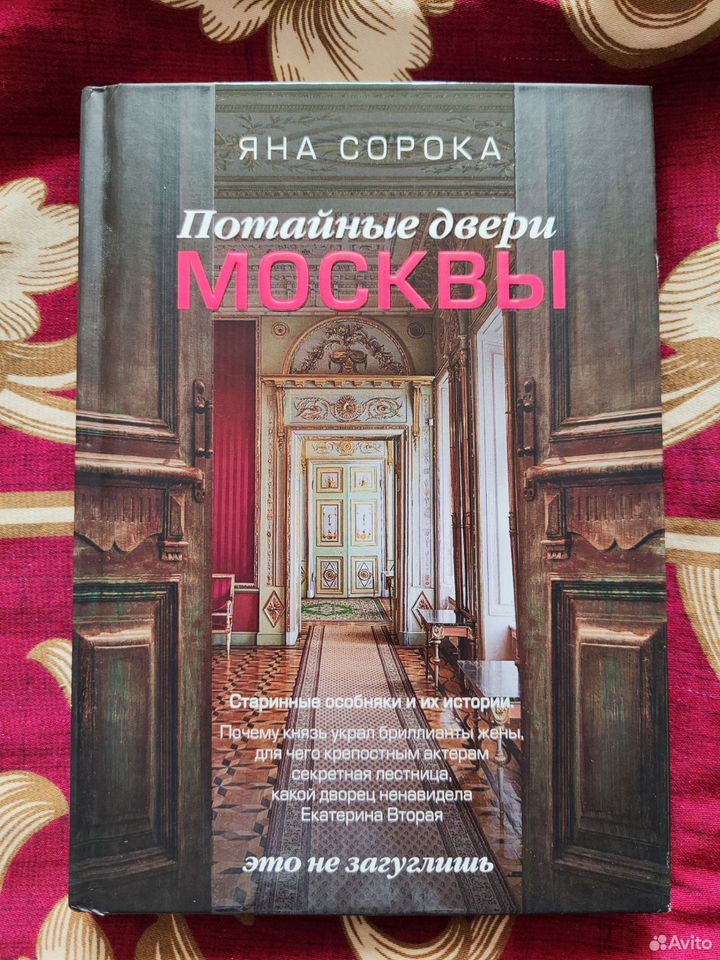 ЯНА СОРОКА
Потайные двери
МОСКВЫ
Старинные особняки и их истории.
Почему князь украл бриллианты жены,
для чего крепостным актерам
секретная лестница,
какой дворец ненавидела
Екатерина Вторая
это не загуглишь
Avito